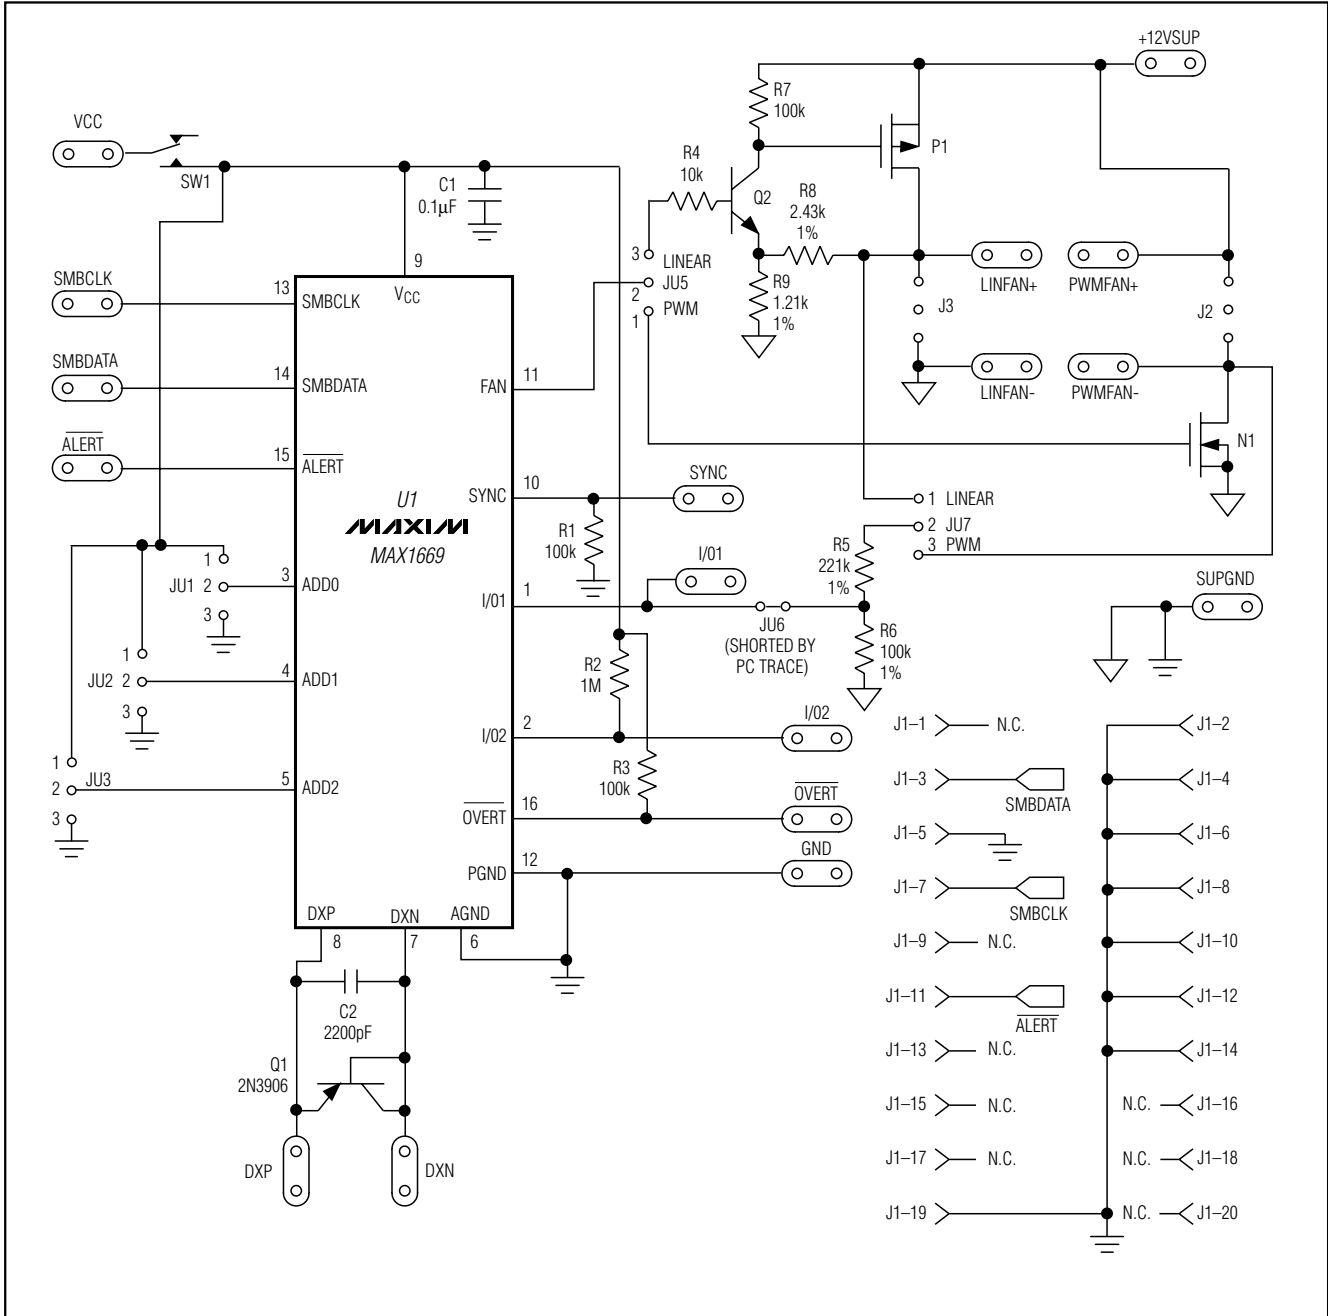 +12VSUP
VCC
SW1
C1
0.1µF
R7
100k
R4
10k
Q2
P1
R8
2.43k
1%
R9
1.21k
1%
3
LINEAR
JU5
2
PWM
1
LINFAN+
PWMFAN+
J3
J2
LINFAN-
PWMFAN-
N1
SMBCLK
13
SMBCLK
9
VCC
SMBDATA
14
SMBDATA
FAN
11
ALERT
15
ALERT
U1
MAXIM
MAX1669
SYNC
10
SYNC
R1
100k
1 LINEAR
2 JU7
3 PWM
R5
221k
1%
I/01
I/01
1
JU6
(SHORTED BY
PC TRACE)
R6
100k
1%
SUPGND
1
JU1 2
3
3
ADD0
1
JU2 2
3
4
ADD1
1
2
JU3
3
5
ADD2
R2
1M
I/02
2
I/02
R3
100k
OVERT
16
OVERT
PGND
12
GND
DXP
8
DXN
7
AGND
6
C2
2200pF
Q1
2N3906
DXP
DXN
J1–1
N.C.
J1–2
J1–3
SMBDATA
J1–4
J1–5
J1–6
J1–7
SMBCLK
J1–8
J1–9
N.C.
J1–10
J1–11
ALERT
J1–12
J1–13
N.C.
J1–14
J1–15
N.C.
N.C.
J1–16
J1–17
N.C.
N.C.
J1–18
J1–19
N.C.
J1–20